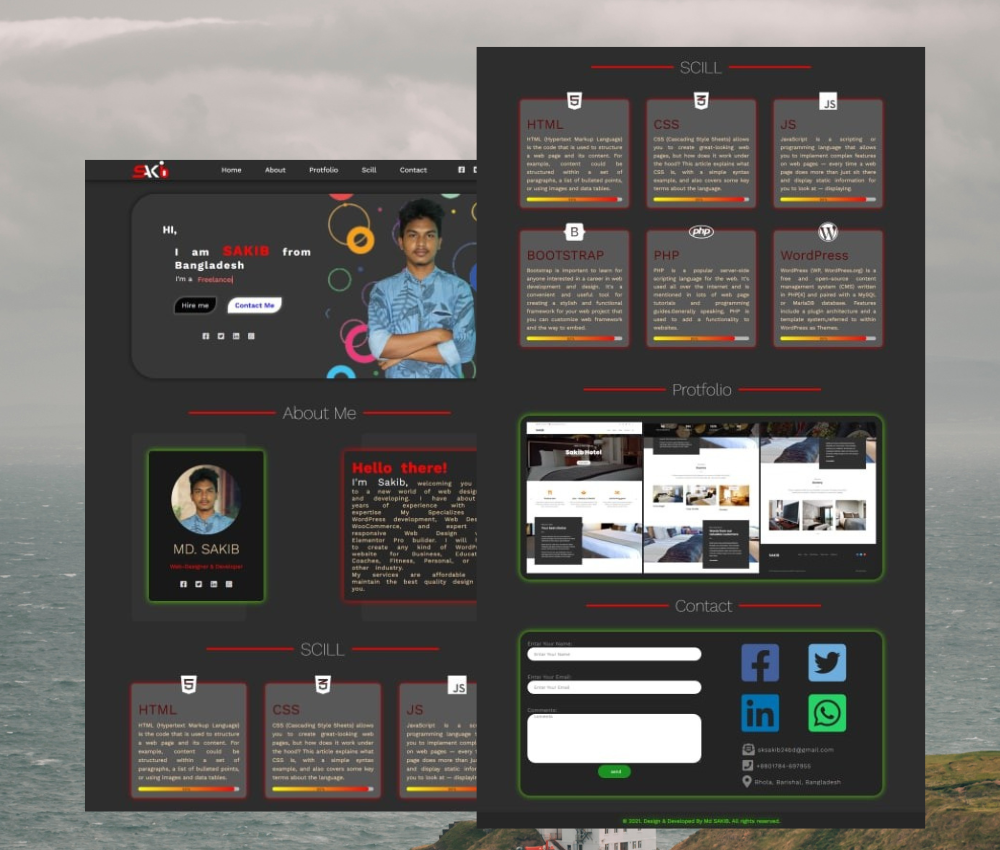 SAKi
Home About Protfolio Scill Contact
HI,
I am SAKIB from
Bangladesh
I'm a Freelance
Hire me Contact Me
About Me
MD. SAKIB
Web-Designer & Developer
Hello there!
I'm Sakib, welcoming you
to a new world of web desig
and developing. I have about
years of experience with
expertise My Specializes
WordPress development, Web Des
WooCommerce, and expert
responsive Web Design
Elementor Pro builder. I will
to create any kind of WordP
website for Business, Educat
Coaches, Fitness, Personal, or
other industry.
My services are affordable
maintain the best quality design
you.
SCILL
HTML
HTML (Hypertext Markup Language)
is the code that is used to structure
a web page and its content. For
example, content could be
structured within a set of
paragraphs, a list of bulleted points,
or using images and data tables.
CSS
CSS (Cascading Style Sheets) allows
you to create great-looking web
pages, but how does it work under
the hood? This article explains what
CSS is, with a simple syntax
example, and also covers some key
terms about the language.
JS
JS
JavaScript is a sc
programming language
you to implement compl
on web pages — every t
page does more than jus
and display static inform
you to look at — displayin
SCILL
HTML
HTML (Hypertext Markup Language)
is the code that is used to structure
a web page and its content. For
example, content could be
structured within a set of
paragraphs, a list of bulleted points,
or using images and data tables.
CSS
CSS (Cascading Style Sheets) allows
you to create great-looking web
pages, but how does it work under
the hood? This article explains what
CSS is, with a simple syntax
example, and also covers some key
terms about the language.
JS
JS
JavaScript is a scripting or
programming language that allows
you to implement complex features
on web pages — every time a web
page does more than just sit there
and display static information for
you to look at — displaying
B
BOOTSTRAP
Bootstrap is important to learn for
anyone interested in a career in web
development and design. It's a
convenient and useful tool for
creating a stylish and functional
framework for your web project that
you can customize web framework
and the way to embed.
php
PHP
PHP is a popular server-side
scripting language for the web. It's
used all over the internet and is
mentioned in lots of web page
tutorials and programming
guides.Generally speaking, PHP is
used to add a functionality to
websites.
WordPress
WordPress (WP, WordPress.org) is a
free and open-source content
management system (CMS) written
in PHP[4] and paired with a MySQL
or MariaDB database. Features
include a plugin architecture and a
template system,referred to within
WordPress as Themes.
Protfolio
Sakib Hotel
Contact
Enter Your Name:
Enter Your Name
Enter Your Email:
Enter Your Email
Comments:
Comments
send
sksakib24bd@gmail.com
+8801784-697855
Bhola, Barishal, Bangladesh
© 2021. Design & Developed By Md SAKIB. All rights reserved.